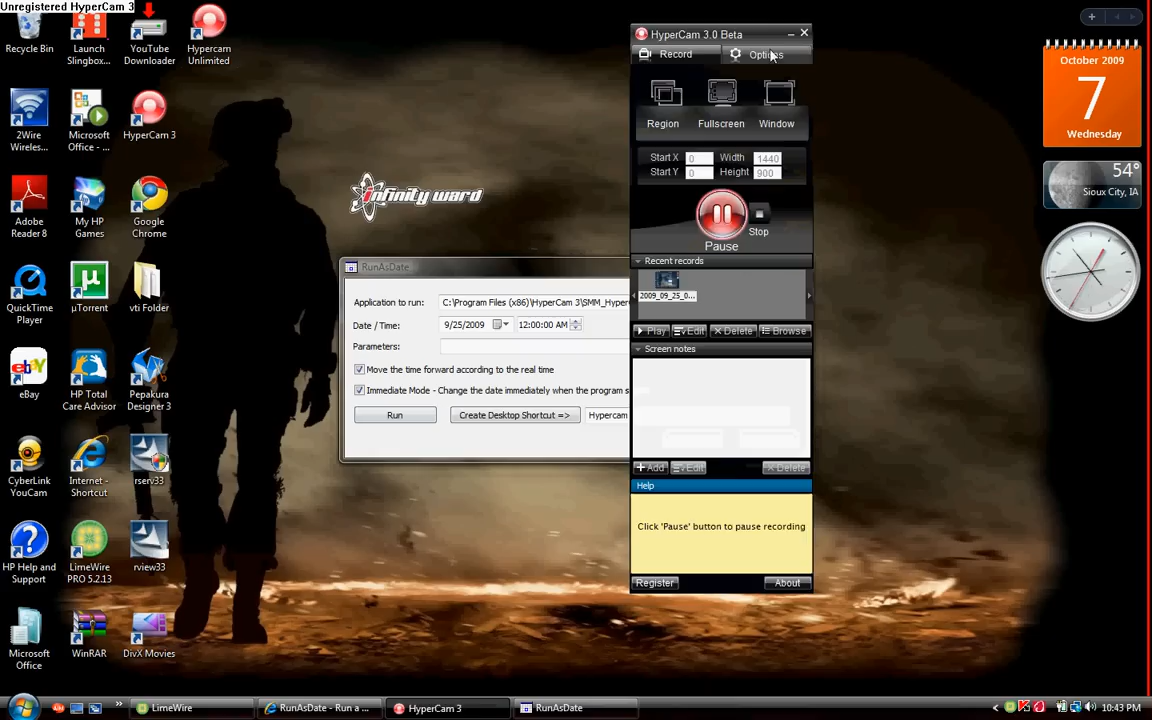 Unregistered HyperCam 3
Recycle Bin
Launch
Slingbox...
YouTube
Downloader
Hypercam
Unlimited
2Wire
Wireles...
Microsoft
Office - ...
HyperCam 3
Adobe
Reader 8
My HP
Games
Google
Chrome
QuickTime
Player
µTorrent
vti Folder
eBay
HP Total
Care Advisor
Pepakura
Designer 3
CyberLink
YouCam
Internet -
Shortcut
rserv33
HP Help and
Support
LimeWire
PRO 5.2.13
rview33
Microsoft
Office
WinRAR
DivX Movies
infinity ward
RunAsDate
Application to run: C:\Program Files (x86)\HyperCam 3\SMM_Hyper
Date / Time: 9/25/2009 12:00:00 AM
Parameters:
Move the time forward according to the real time
Immediate Mode - Change the date immediately when the program s
Run Create Desktop Shortcut => Hypercam
HyperCam 3.0 Beta
Record Options
Region Fullscreen Window
Start X 0 Width 1440
Start Y 0 Height 900
Pause
Stop
Recent records
2009_09_25_0...
Play Edit Delete Browse
Screen notes
Add Edit Delete
Help
Click 'Pause' button to pause recording
Register About
October 2009
7
Wednesday
54°
Sioux City, IA
LimeWire RunAsDate - Run a ... HyperCam 3 RunAsDate 10:43 PM